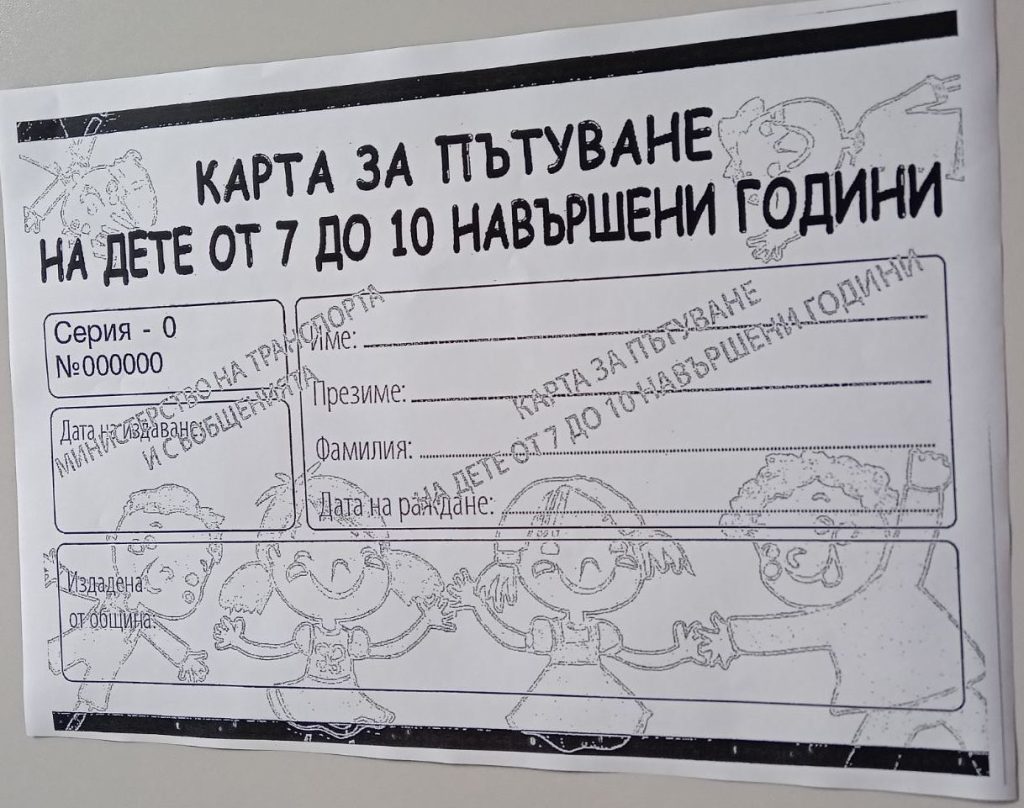 КАРТА ЗА ПЪТУВАНЕ
НА ДЕТЕ ОТ 7 ДО 10 НАВЪРШЕНИ ГОДИНИ
Серия - 0
№000000
Дата на издаване:
Име:
Презиме:
Фамилия:
Дата на раждане:
МИНИСТЕРСТВО НА ТРАНСПОРТА
И СЪОБЩЕНИЯТА
КАРТА ЗА ПЪТУВАНЕ
НА ДЕТЕ ОТ 7 ДО 10 НАВЪРШЕНИ ГОДИНИ
Издадена
от община: